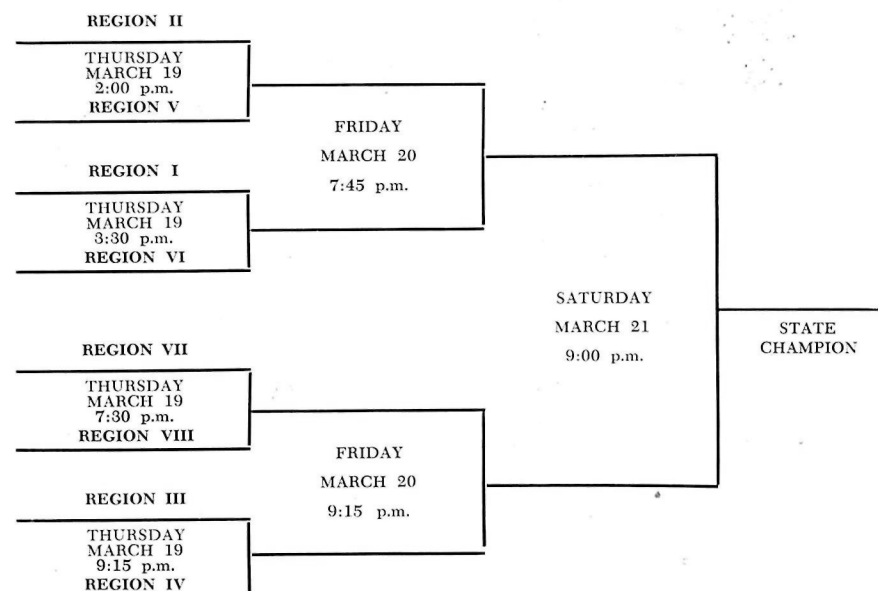 REGION II
THURSDAY
MARCH 19
2:00 p.m.
REGION V
REGION I
THURSDAY
MARCH 19
3:30 p.m.
REGION VI
FRIDAY
MARCH 20
7:45 p.m.
REGION VII
THURSDAY
MARCH 19
7:30 p.m.
REGION VIII
REGION III
THURSDAY
MARCH 19
9:15 p.m.
REGION IV
FRIDAY
MARCH 20
9:15 p.m.
SATURDAY
MARCH 21
9:00 p.m.
STATE
CHAMPION